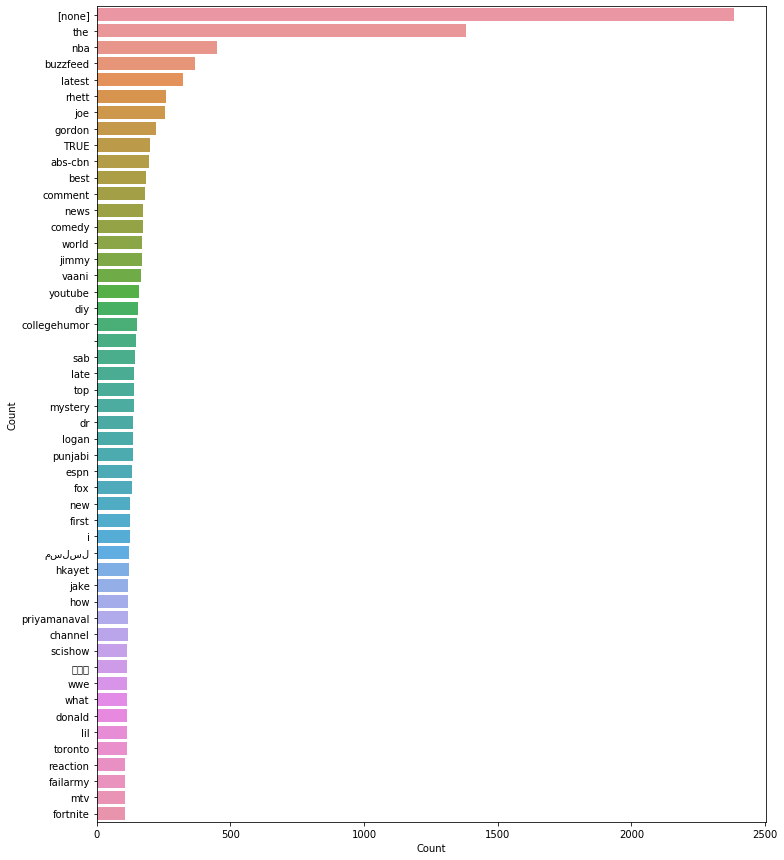 [none]
the
nba
buzzfeed
latest
rhett
joe
gordon
TRUE
abs-cbn
best
comment
news
comedy
world
jimmy
vaani
youtube
diy
collegehumor
sab
late
top
mystery
dr
logan
punjabi
espn
fox
new
first
i
مسلسل
hkayet
jake
how
priyamanaval
channel
scishow
wwe
what
donald
lil
toronto
reaction
failarmy
mtv
fortnite
Count
0 500 1000 1500 2000 2500
Count